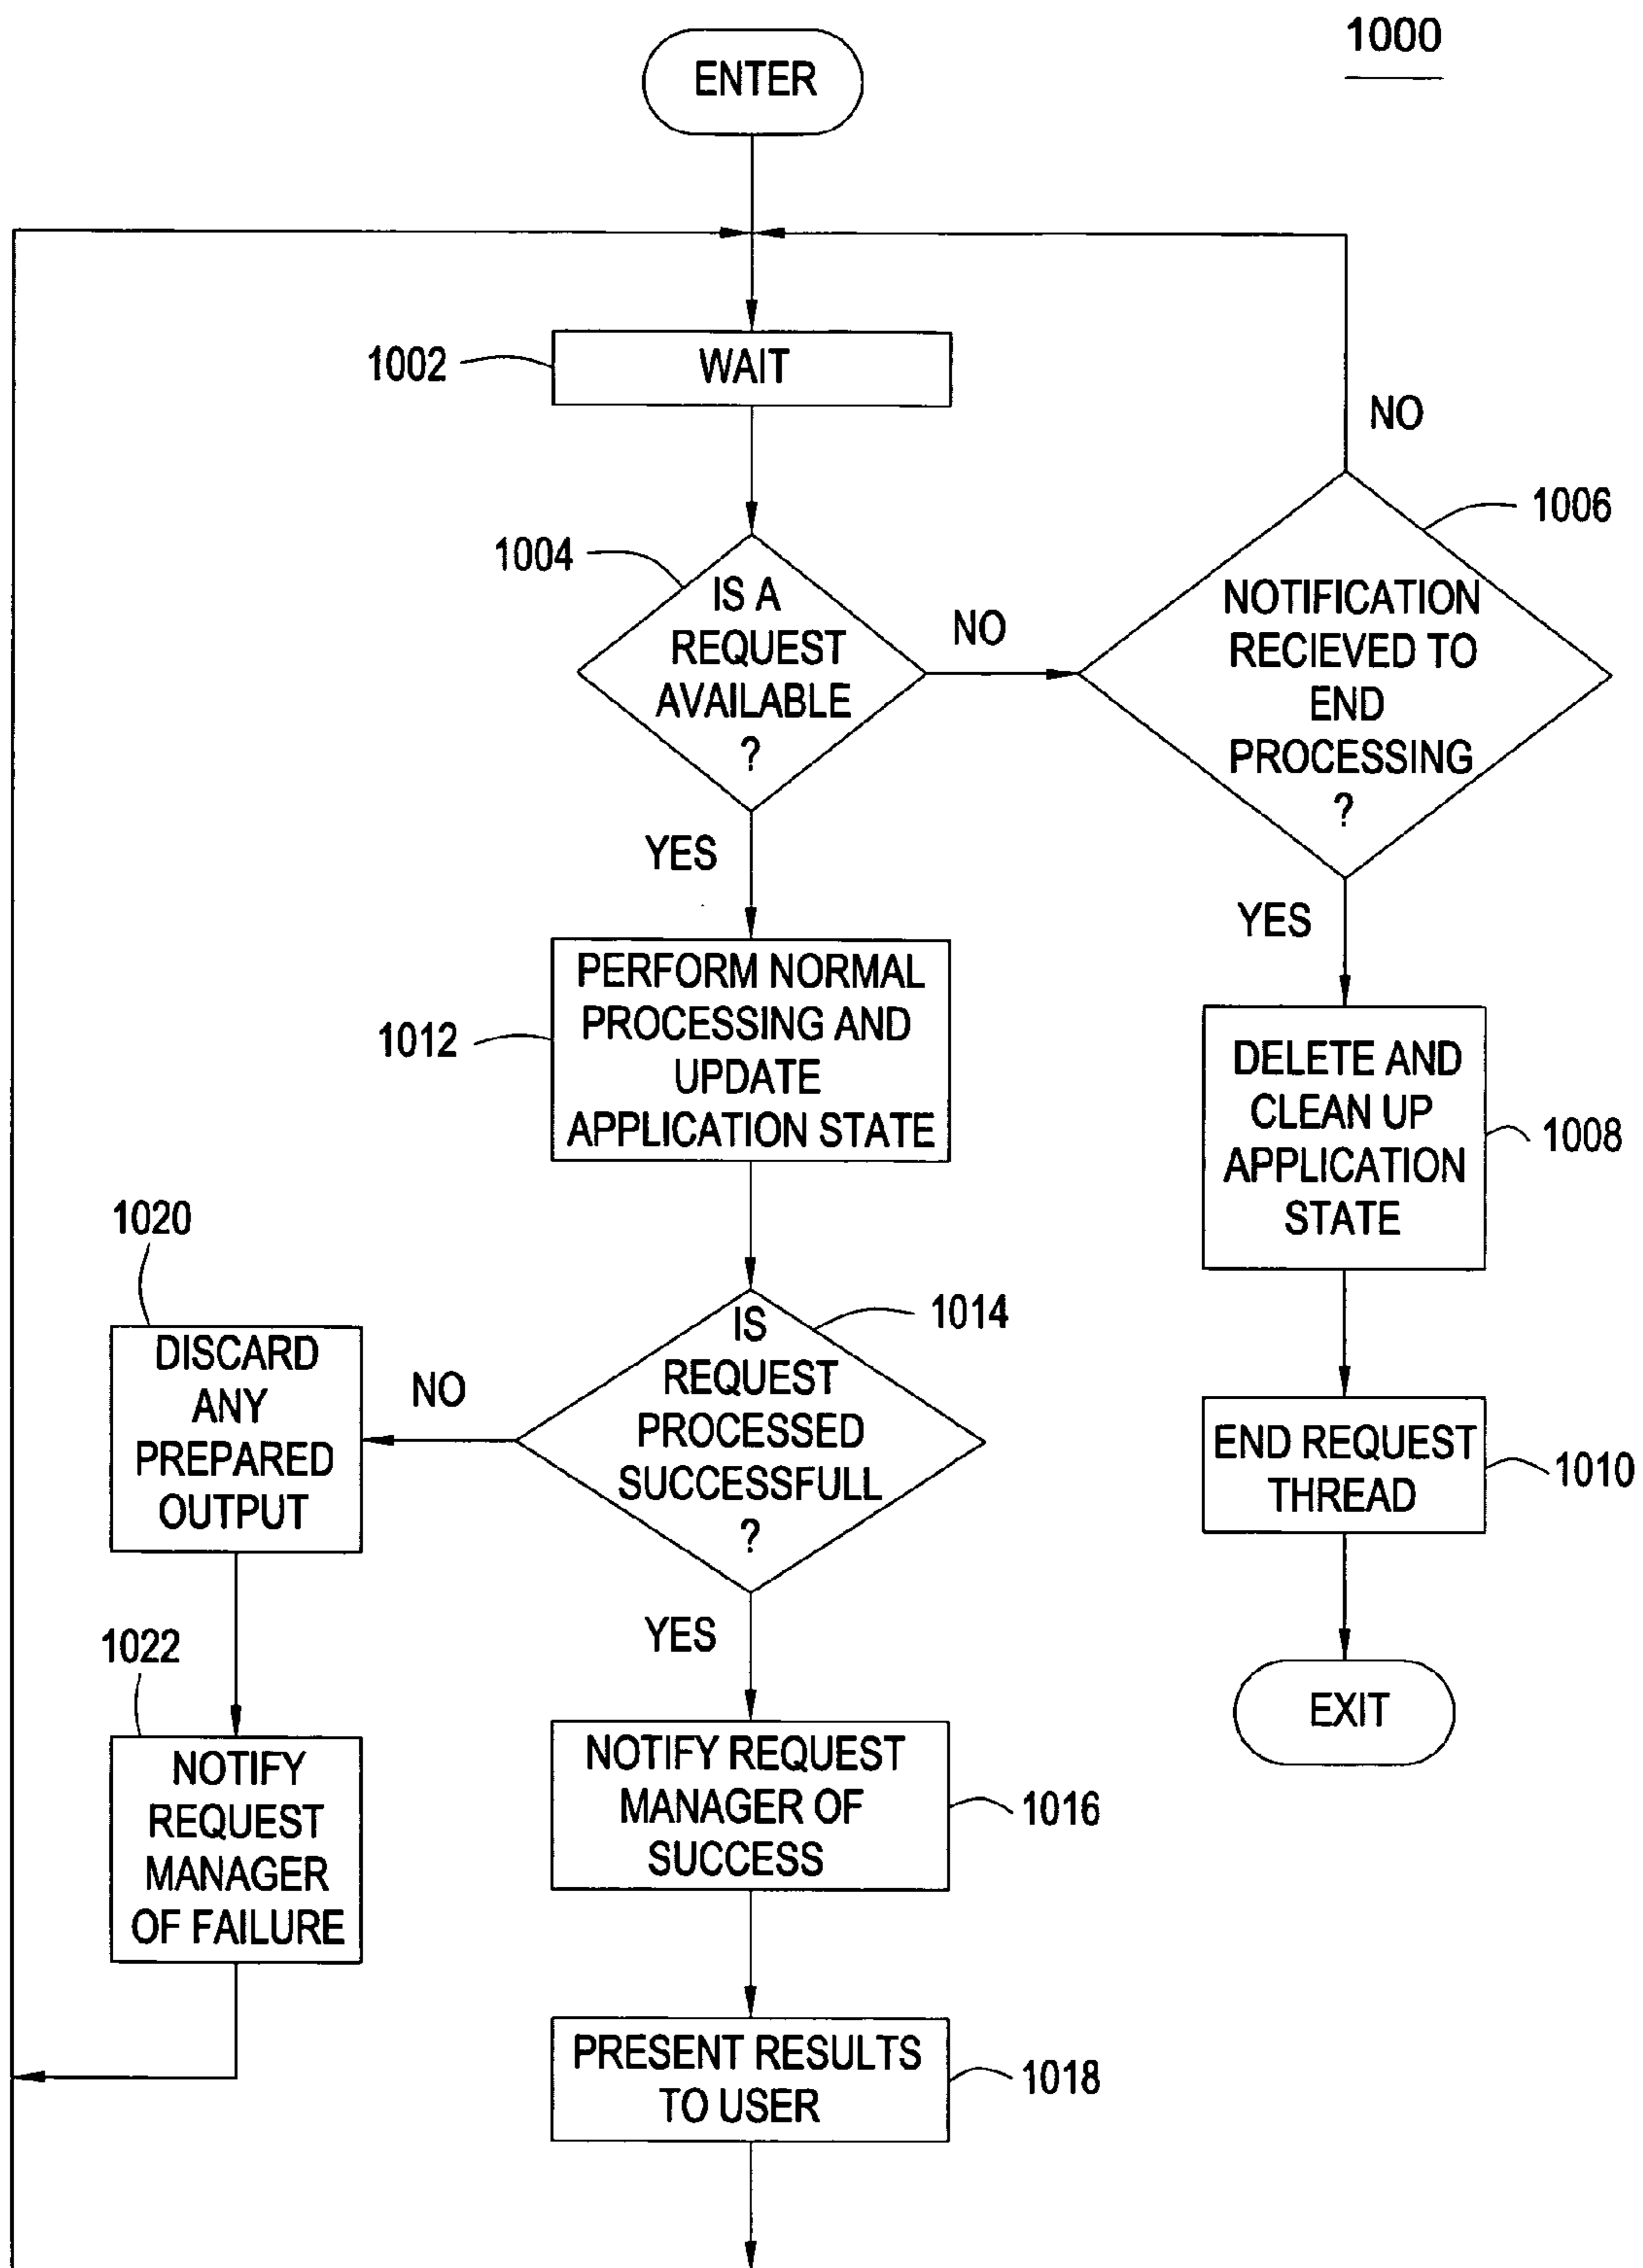 1000
ENTER
1002
WAIT
NO
1006
1004
IS A
REQUEST
AVAILABLE
?
NO
NOTIFICATION
RECIEVED TO
END
PROCESSING
?
YES
YES
1012
PERFORM NORMAL
PROCESSING AND
UPDATE
APPLICATION STATE
DELETE AND
CLEAN UP
APPLICATION
STATE
1008
1020
DISCARD
ANY
PREPARED
OUTPUT
NO
1014
IS
REQUEST
PROCESSED
SUCCESSFULL
?
END REQUEST
THREAD
1010
YES
1022
NOTIFY
REQUEST
MANAGER
OF FAILURE
NOTIFY REQUEST
MANAGER OF
SUCCESS
1016
EXIT
PRESENT RESULTS
TO USER
1018